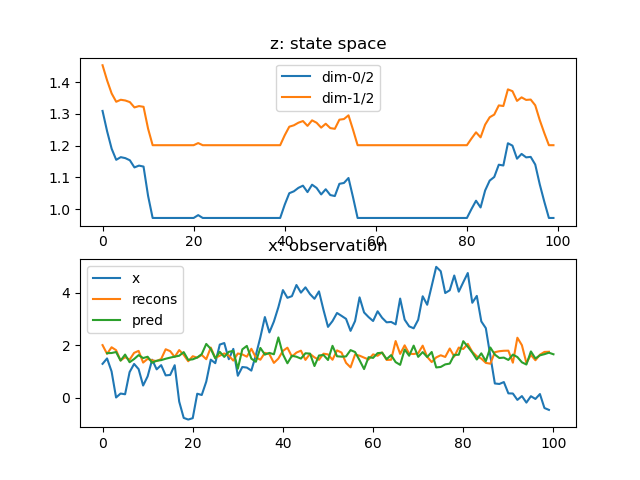 z: state space
1.4
1.3
1.2
1.1
1.0
dim-0/2
dim-1/2
0 20 40 60 80 100
x: observation
4
2
0
x
recons
pred
0 20 40 60 80 100